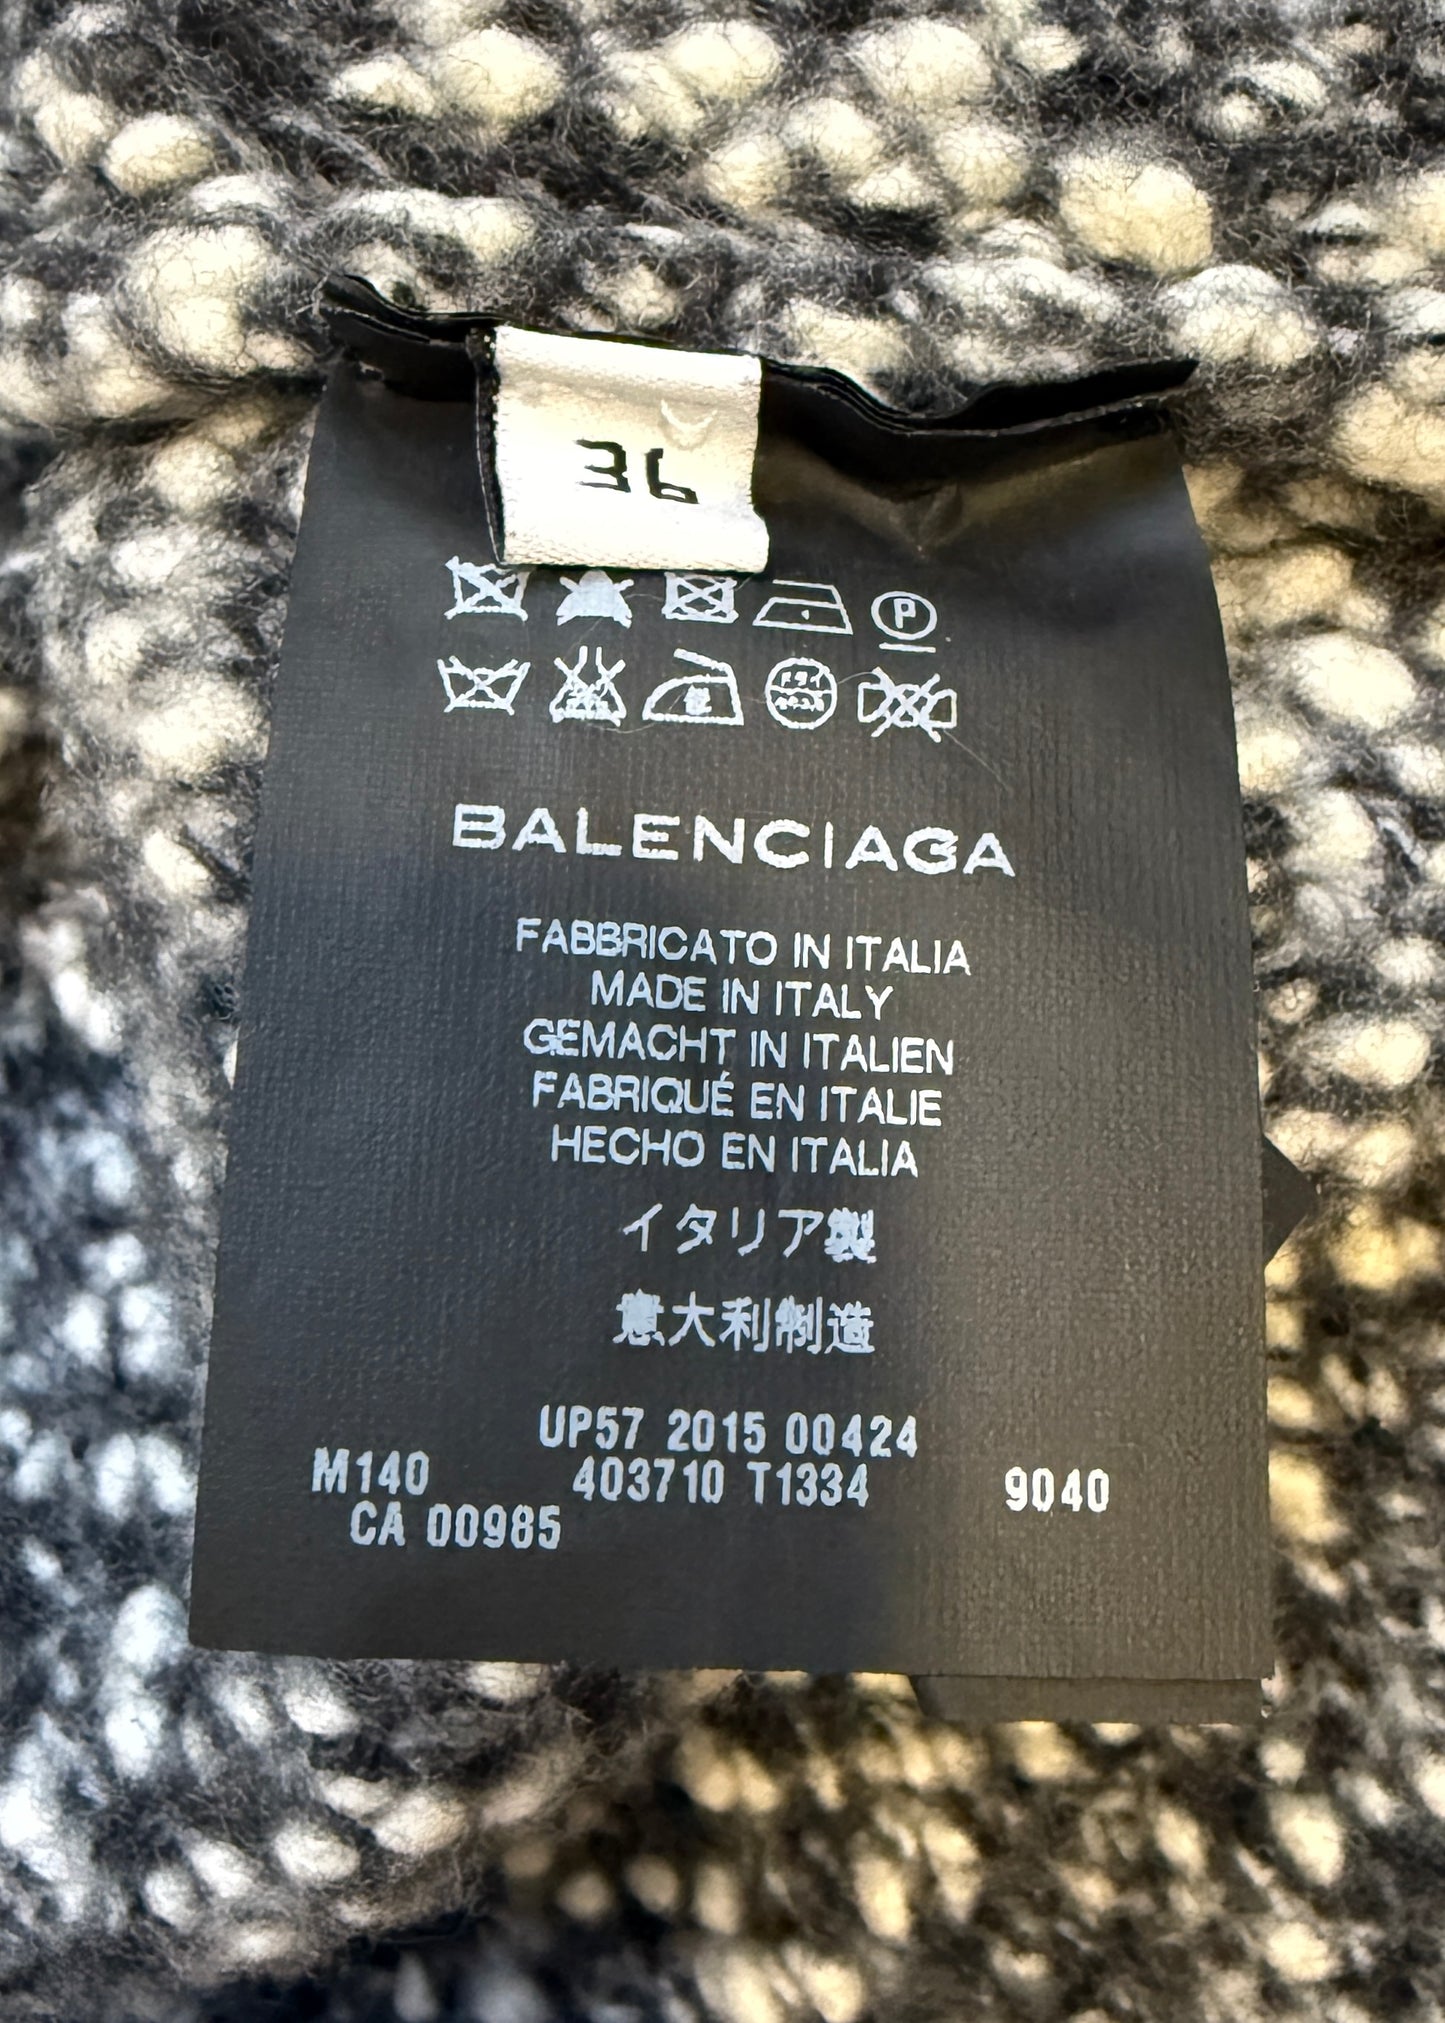 36
P
BALENCIAGA
FABBRICATO IN ITALIA
MADE IN ITALY
GEMACHT IN ITALIEN
FABRIQUÉ EN ITALIE
HECHO EN ITALIA
イタリア製
意大利制造
UP57 2015 00424
M140 403710 T1334 9040
CA 00985